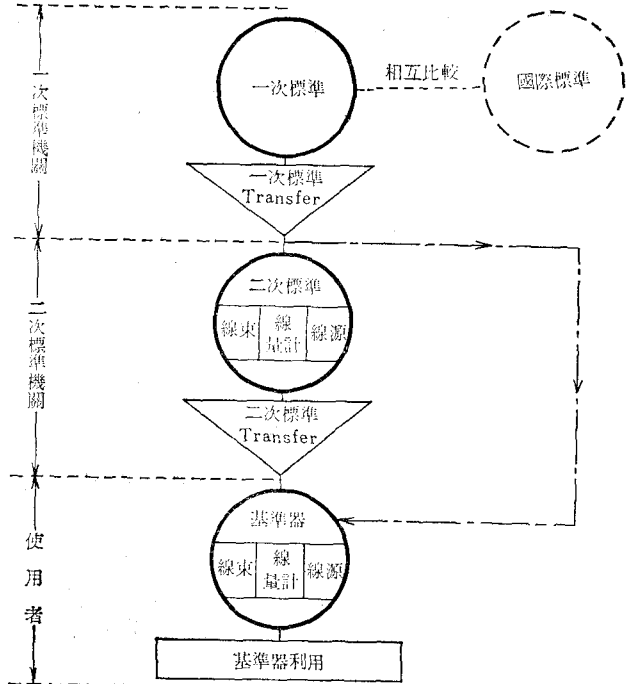 一次標準
相互比較
國際標準
一次標準機關
一次標準
Transfer
二次標準
線束
線量計
線源
二次標準機關
二次標準
Transfer
基準器
線束
線量計
線源
使用者
基準器利用